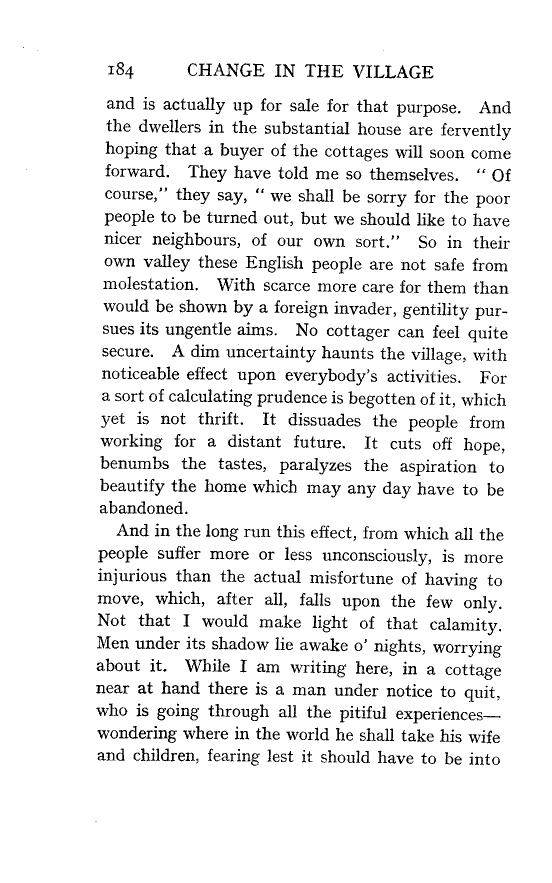 184 CHANGE IN THE VILLAGE
and is actually up for sale for that purpose. And
the dwellers in the substantial house are fervently
hoping that a buyer of the cottages will soon come
forward. They have told me so themselves. “ Of
course,” they say, “ we shall be sorry for the poor
people to be turned out, but we should like to have
nicer neighbours, of our own sort.” So in their
own valley these English people are not safe from
molestation. With scarce more care for them than
would be shown by a foreign invader, gentility pur-
sues its ungentle aims. No cottager can feel quite
secure. A dim uncertainty haunts the village, with
noticeable effect upon everybody’s activities. For
a sort of calculating prudence is begotten of it, which
yet is not thrift. It dissuades the people from
working for a distant future. It cuts off hope,
benumbs the tastes, paralyzes the aspiration to
beautify the home which may any day have to be
abandoned.
And in the long run this effect, from which all the
people suffer more or less unconsciously, is more
injurious than the actual misfortune of having to
move, which, after all, falls upon the few only.
Not that I would make light of that calamity.
Men under its shadow lie awake o’ nights, worrying
about it. While I am writing here, in a cottage
near at hand there is a man under notice to quit,
who is going through all the pitiful experiences—
wondering where in the world he shall take his wife
and children, fearing lest it should have to be into